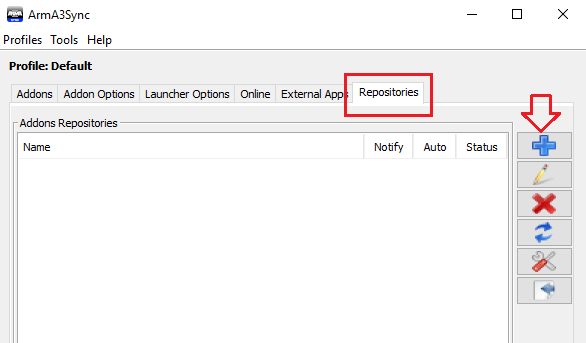 ArmA3Sync
Profiles Tools Help
Profile: Default
Addons Addon Options Launcher Options Online External Apps Repositories
Addons Repositories
Name Notify Auto Status